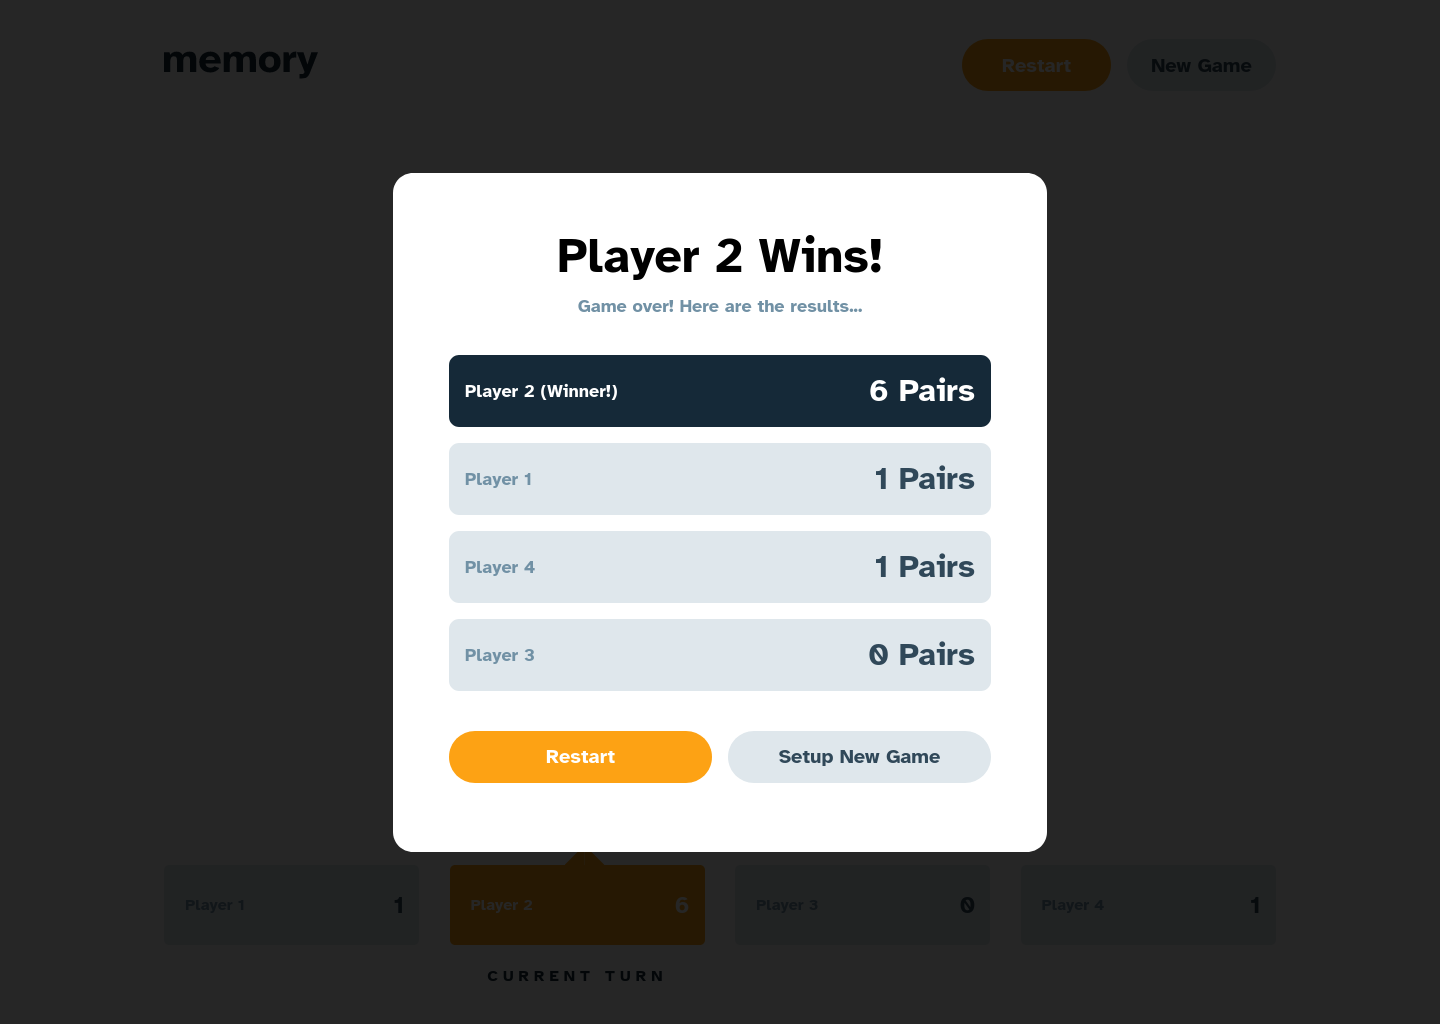 memory
Restart
New Game
Player 2 Wins!
Game over! Here are the results...
Player 2 (Winner!)
6 Pairs
Player 1
1 Pairs
Player 4
1 Pairs
Player 3
0 Pairs
Restart
Setup New Game
Player 1
1
Player 2
6
Player 3
0
Player 4
1
CURRENT TURN